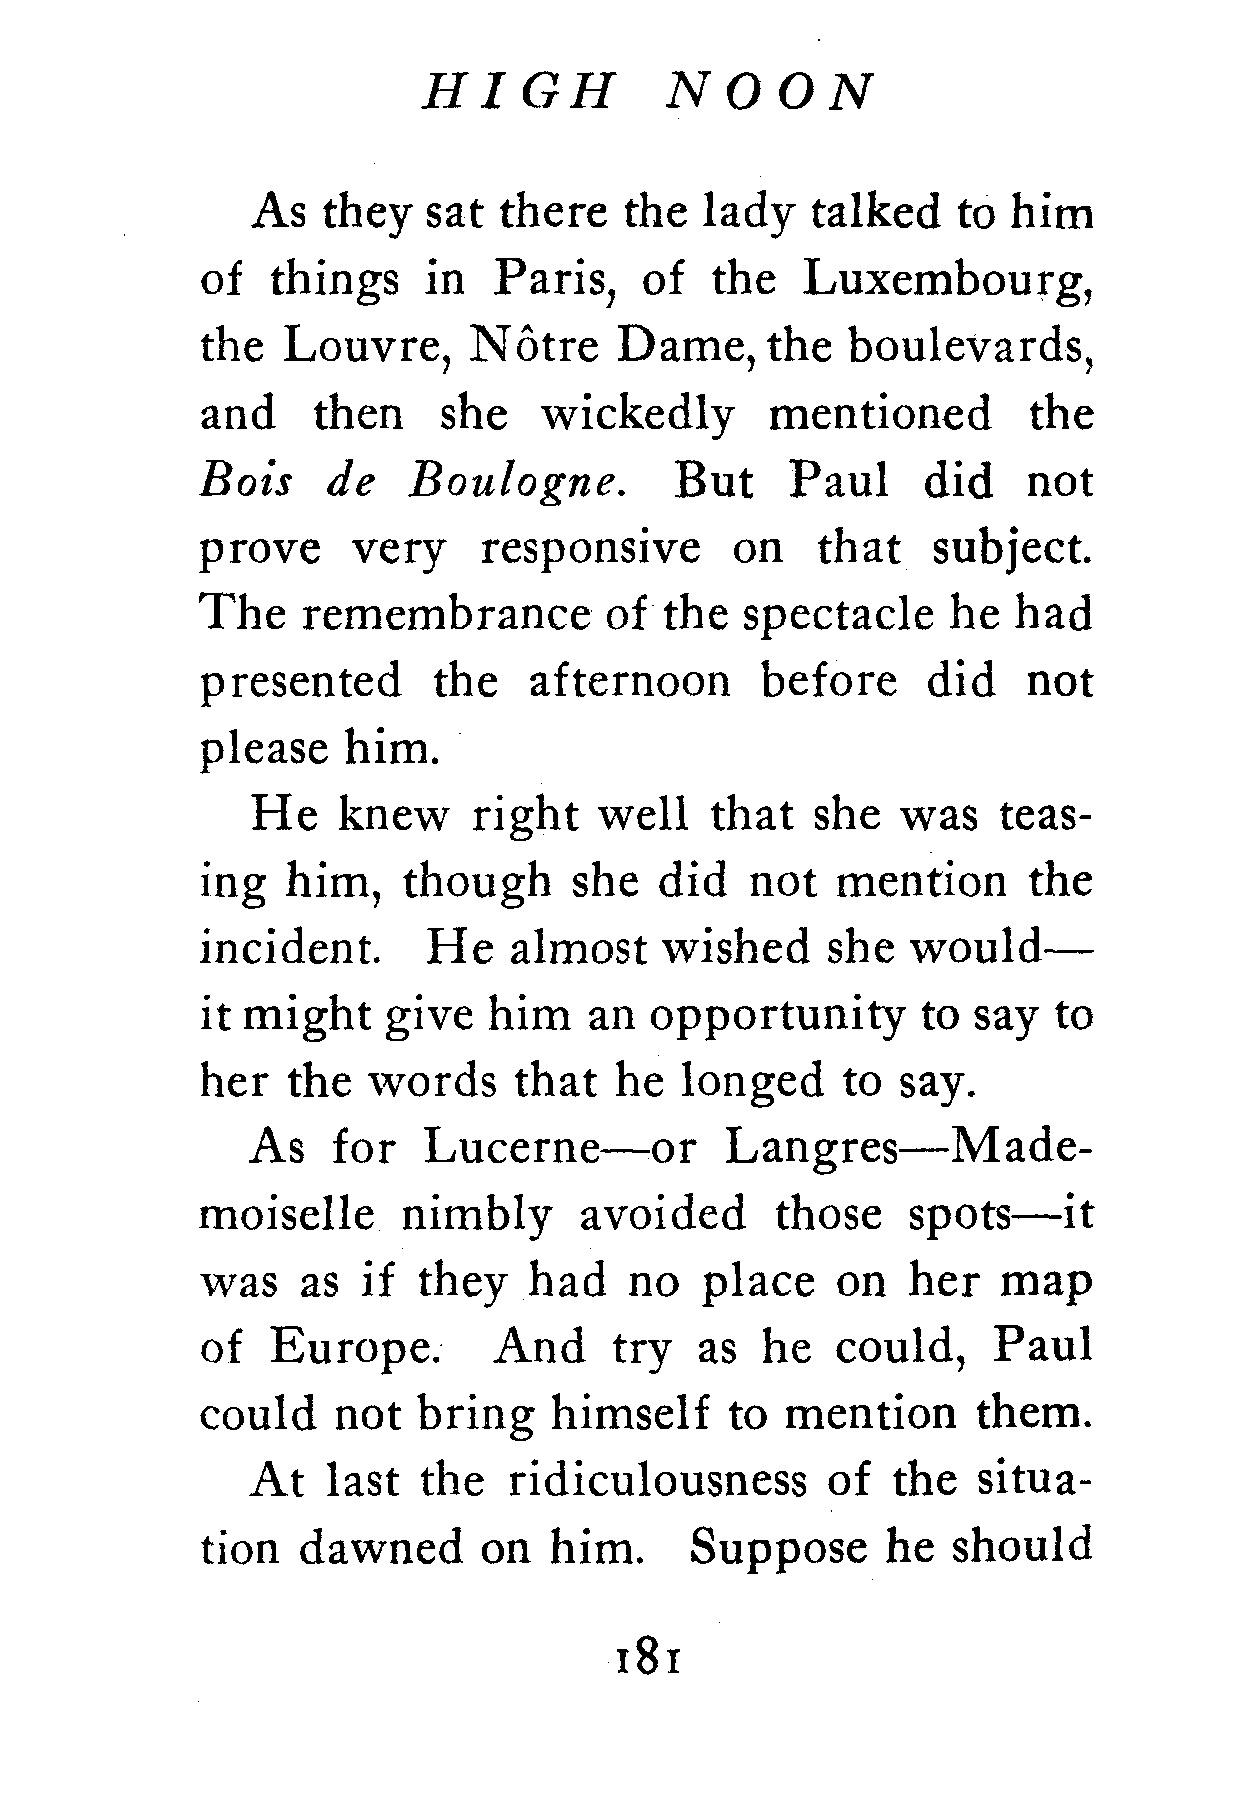 HIGH NOON
As they sat there the lady talked to him
of things in Paris, of the Luxembourg,
the Louvre, Nôtre Dame, the boulevards,
and then she wickedly mentioned the
Bois de Boulogne. But Paul did not
prove very responsive on that subject.
The remembrance of the spectacle he had
presented the afternoon before did not
please him.
He knew right well that she was teas-
ing him, though she did not mention the
incident. He almost wished she would—
it might give him an opportunity to say to
her the words that he longed to say.
As for Lucerne—or Langres—Made-
moiselle nimbly avoided those spots—it
was as if they had no place on her map
of Europe. And try as he could, Paul
could not bring himself to mention them.
At last the ridiculousness of the situa-
tion dawned on him. Suppose he should
181